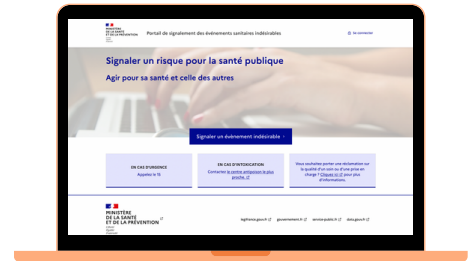 MINISTÈRE
DE LA SANTÉ
ET DE LA PRÉVENTION
Portail de signalement des événements sanitaires indésirables
Se connecter
Signaler un risque pour la santé publique
Agir pour sa santé et celle des autres
Signaler un évènement indésirable
EN CAS D'URGENCE
Appelez le 15
EN CAS D'INTOXICATION
Contactez le centre antipoison le plus
proche.
Vous souhaitez porter une réclamation sur
la qualité d'un soin ou d'une prise en
charge ? Cliquez ici pour plus
d'informations.
MINISTÈRE
DE LA SANTÉ
ET DE LA PRÉVENTION
legifrance.gouv.fr gouvernement.fr service-public.fr data.gouv.fr